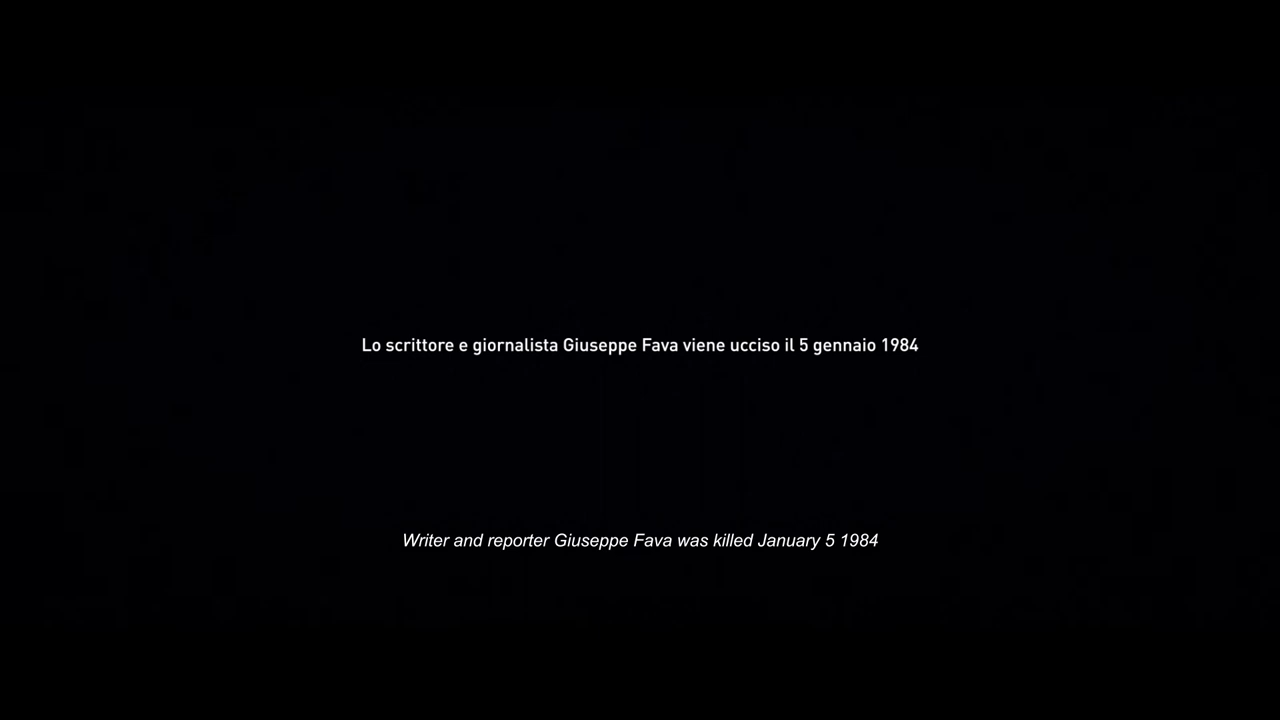 Lo scrittore e giornalista Giuseppe Fava viene ucciso il 5 gennaio 1984
Writer and reporter Giuseppe Fava was killed January 5 1984